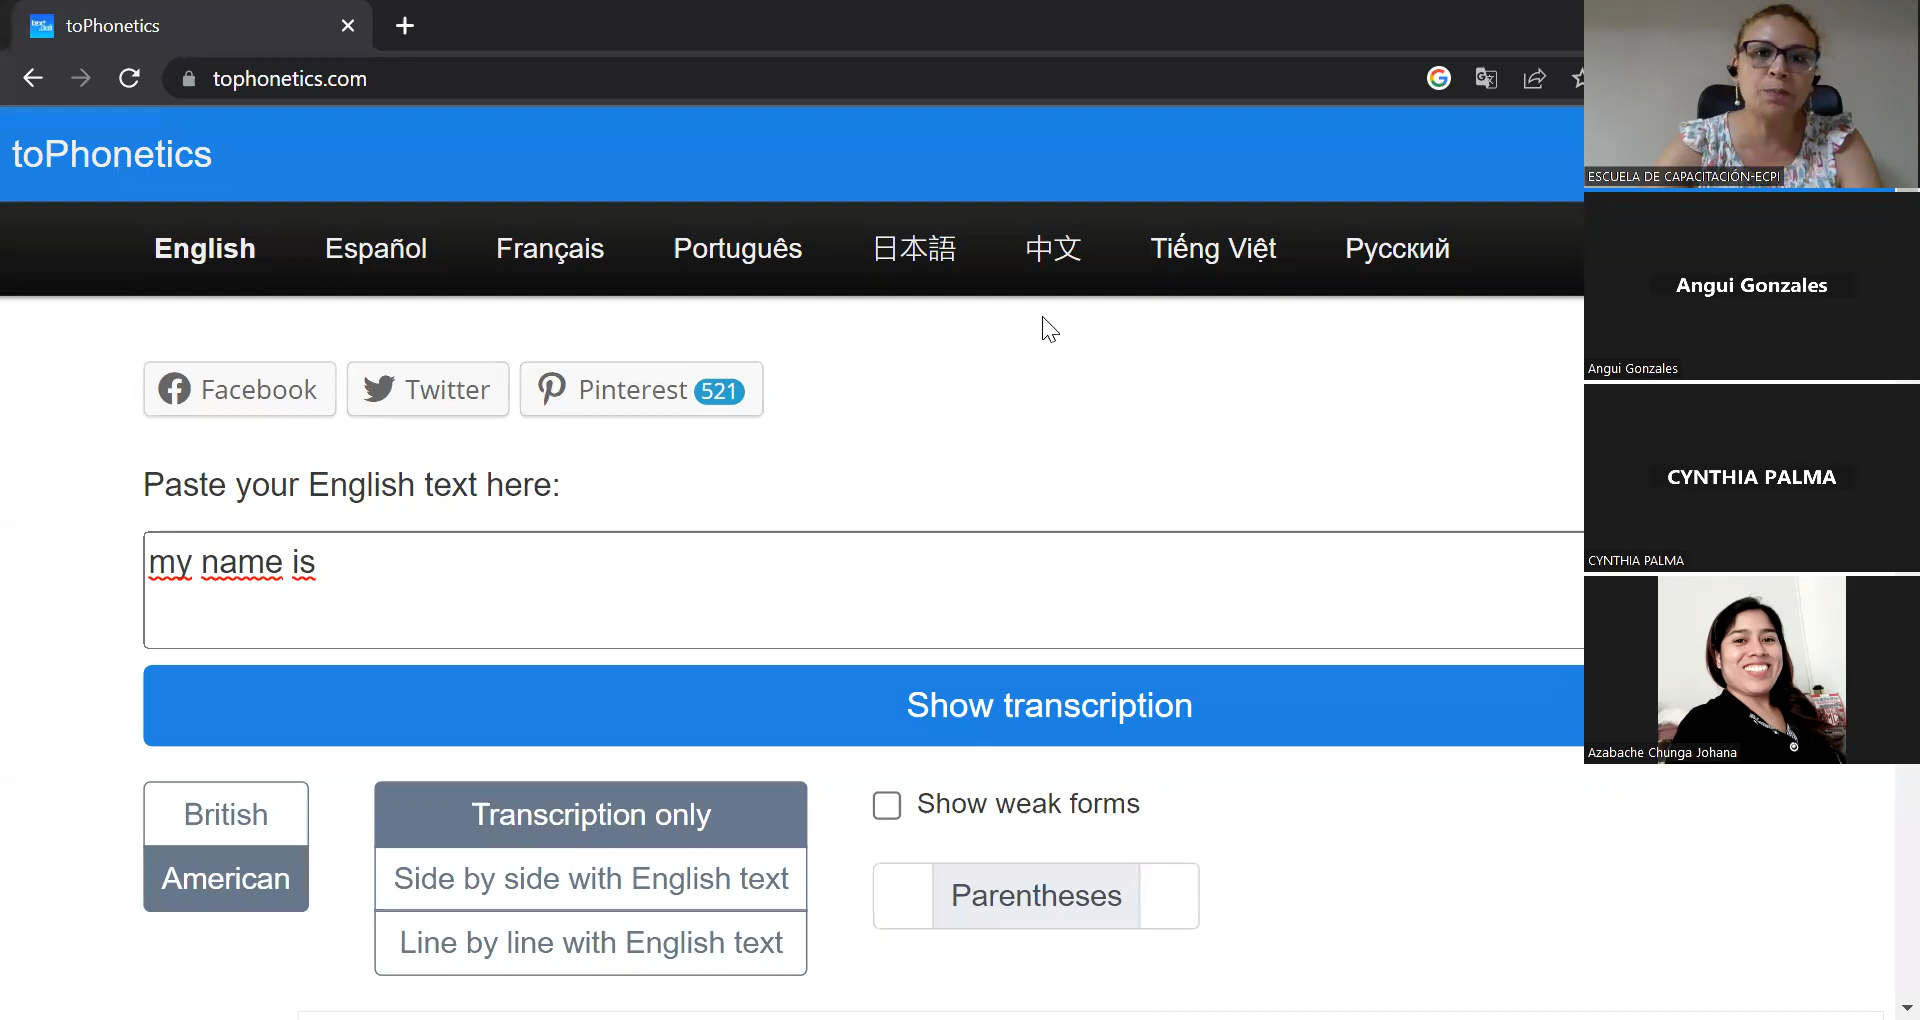 toPhonetics
tophonetics.com
toPhonetics
English Español Français Português 日本語 中文 Tiếng Việt Русский
Facebook Twitter Pinterest 521
Paste your English text here:
my name is
Show transcription
British
American
Transcription only
Side by side with English text
Line by line with English text
Show weak forms
Parentheses
ESCUELA DE CAPACITACIÓN-ECPI
Angui Gonzales
Angui Gonzales
CYNTHIA PALMA
CYNTHIA PALMA
Azabache Chunga Johana